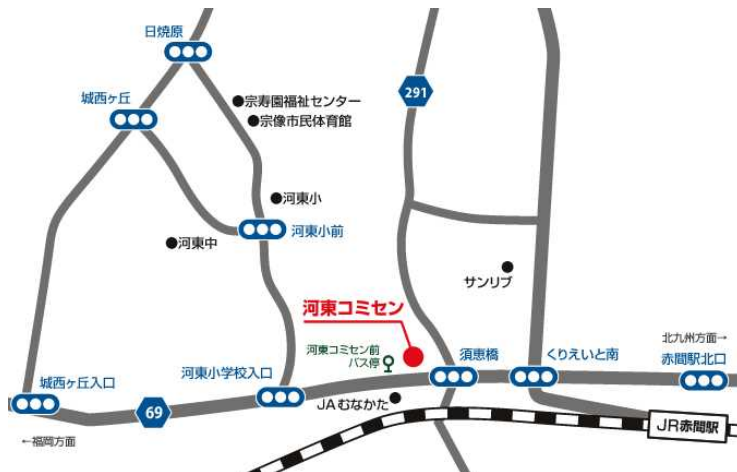 日焼原
城西ヶ丘
291
宗寿園福祉センター
宗像市民体育館
河東小
河東小前
河東中
サンリブ
河東コミセン
北九州方面→
河東コミセン前
バス停
須恵橋
くりえいと南
赤間駅北口
城西ヶ丘入口
河東小学校入口
JAむなかた
69
JR赤間駅
←福岡方面